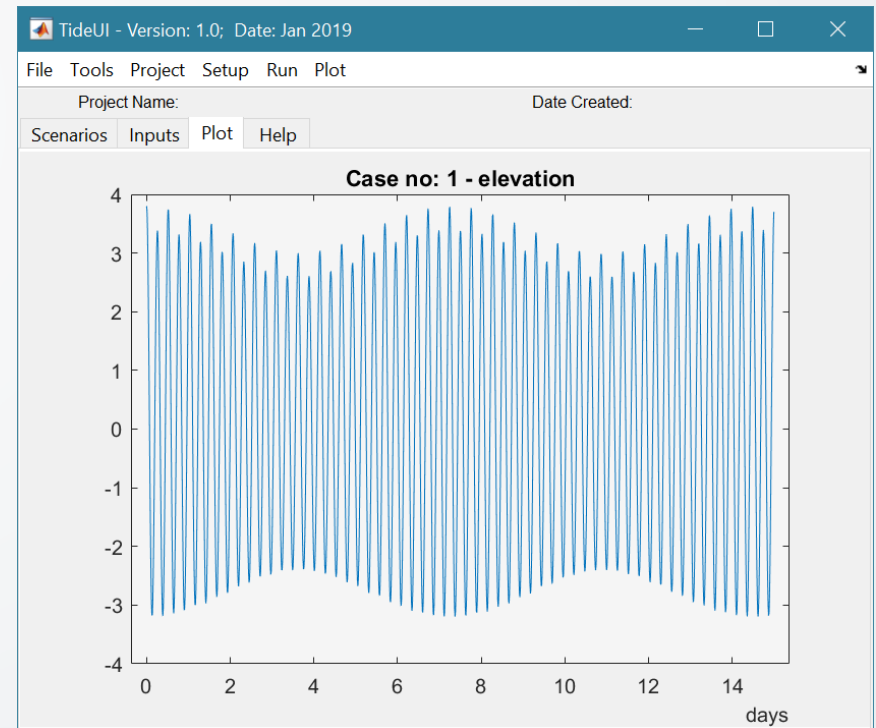 TideUI - Version: 1.0; Date: Jan 2019
File Tools Project Setup Run Plot
Project Name: Date Created:
Scenarios Inputs Plot Help
Case no: 1 - elevation
4
3
2
1
0
-1
-2
-3
-4
0 2 4 6 8 10 12 14
days